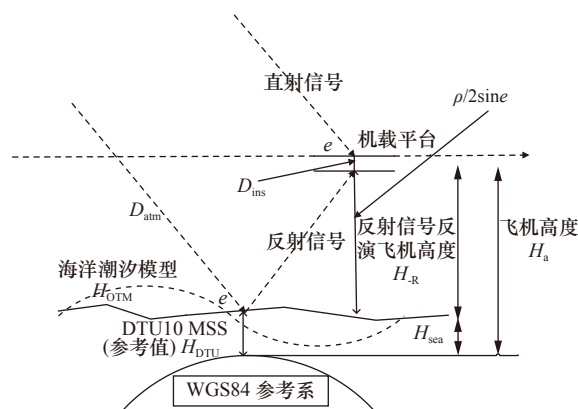 直射信号
ρ/2sine
e
机载平台
D_ins
D_atm
反射信号
反射信号反
演飞机高度
H_-R
飞机高度
H_a
海洋潮汐模型
H_OTM
e
DTU10 MSS
(参考值) H_DTU
H_sea
WGS84 参考系